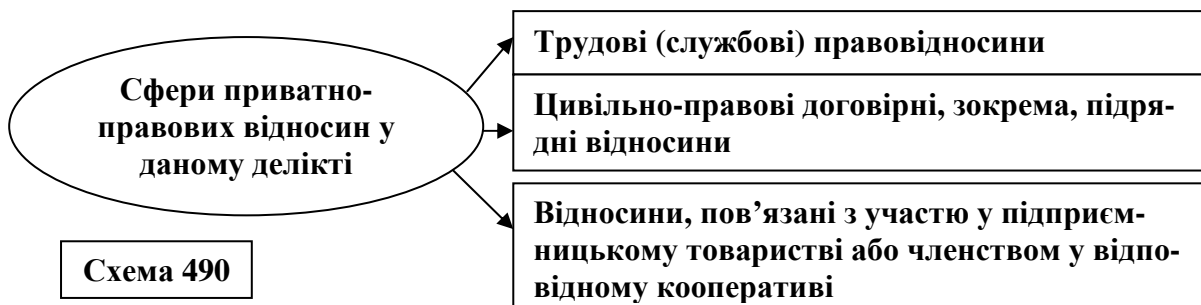 Сфери приватно-
правових відносин у
даному делікті
Трудові (службові) правовідносини
Цивільно-правові договірні, зокрема, підря-
дні відносини
Відносини, пов’язані з участю у підприєм-
ницькому товаристві або членством у відпо-
відному кооперативі
Схема 490